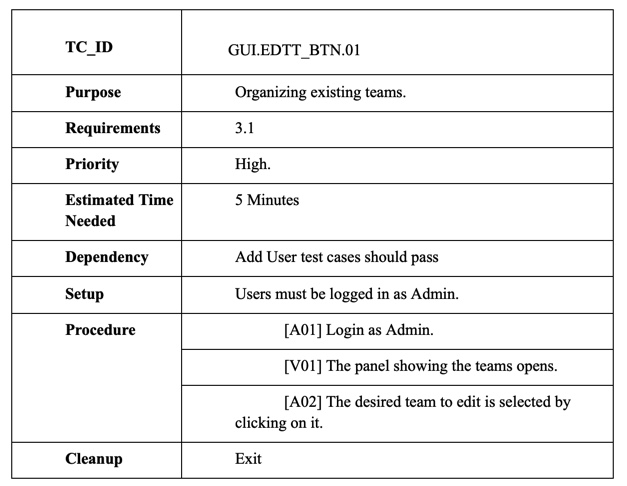 TC_ID
GUI.EDTT_BTN.01
Purpose
Organizing existing teams.
Requirements
3.1
Priority
High.
Estimated Time
Needed
5 Minutes
Dependency
Add User test cases should pass
Setup
Users must be logged in as Admin.
Procedure
[A01] Login as Admin.
[V01] The panel showing the teams opens.
[A02] The desired team to edit is selected by
clicking on it.
Cleanup
Exit